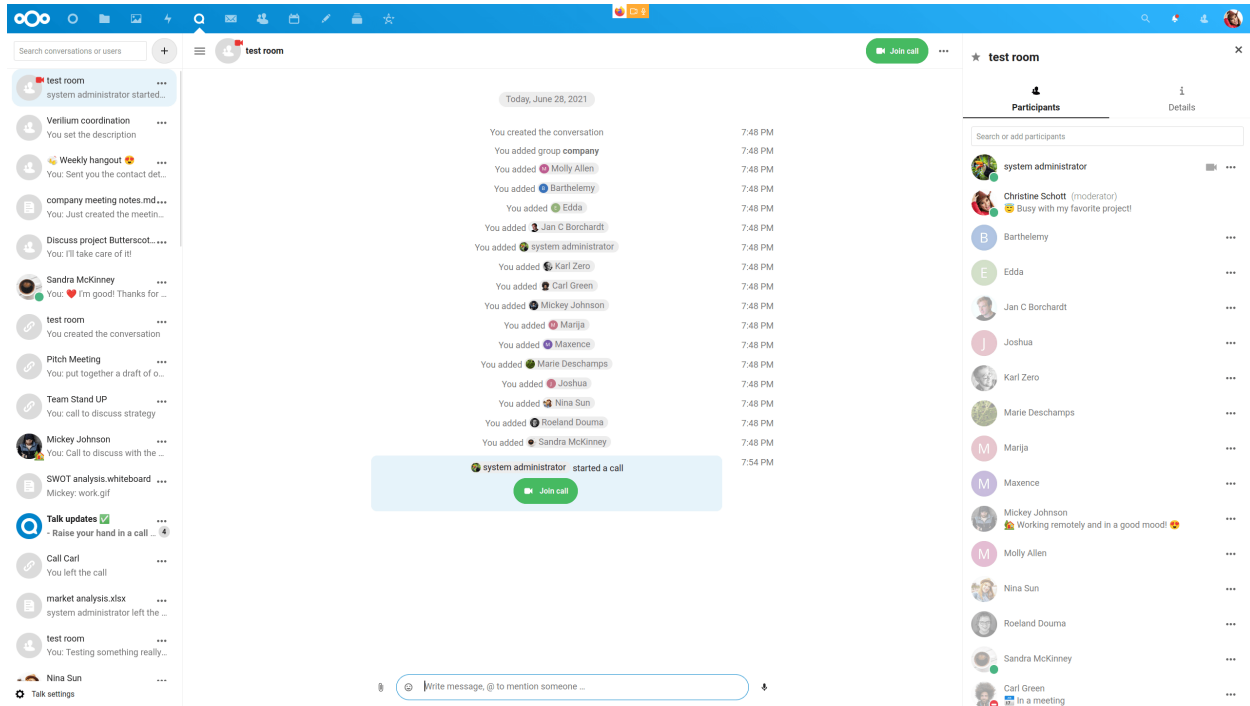 Search conversations or users
+
test room
system administrator started...
Verilium coordination
You set the description
👋 Weekly hangout 😍
You: Sent you the contact det...
company meeting notes.md...
You: Just created the meetin...
Discuss project Butterscot...
You: I'll take care of it!
Sandra McKinney
You: ❤️ I'm good! Thanks for ...
test room
You created the conversation
Pitch Meeting
You: put together a draft of o...
Team Stand UP
You: call to discuss strategy
Mickey Johnson
You: Call to discuss with the ...
SWOT analysis.whiteboard
Mickey: work.gif
Talk updates ✅
- Raise your hand in a call ...
4
Call Carl
You left the call
market analysis.xlsx
system administrator left the ...
test room
You: Testing something really...
Nina Sun
Talk settings
test room
Join call
Today, June 28, 2021
You created the conversation 7:48 PM
You added group company 7:48 PM
You added M Molly Allen 7:48 PM
You added B Barthelemy 7:48 PM
You added E Edda 7:48 PM
You added Jan C Borchardt 7:48 PM
You added system administrator 7:48 PM
You added Karl Zero 7:48 PM
You added Carl Green 7:48 PM
You added Mickey Johnson 7:48 PM
You added M Marija 7:48 PM
You added M Maxence 7:48 PM
You added Marie Deschamps 7:48 PM
You added J Joshua 7:48 PM
You added Nina Sun 7:48 PM
You added Roeland Douma 7:48 PM
You added Sandra McKinney 7:48 PM
system administrator started a call 7:54 PM
Join call
Write message, @ to mention someone ...
test room
Participants
Details
Search or add participants
system administrator
Christine Schott (moderator)
😇 Busy with my favorite project!
B Barthelemy
E Edda
Jan C Borchardt
J Joshua
Karl Zero
Marie Deschamps
M Marija
M Maxence
Mickey Johnson
🏡 Working remotely and in a good mood! 😍
M Molly Allen
Nina Sun
Roeland Douma
Sandra McKinney
Carl Green
📅 In a meeting